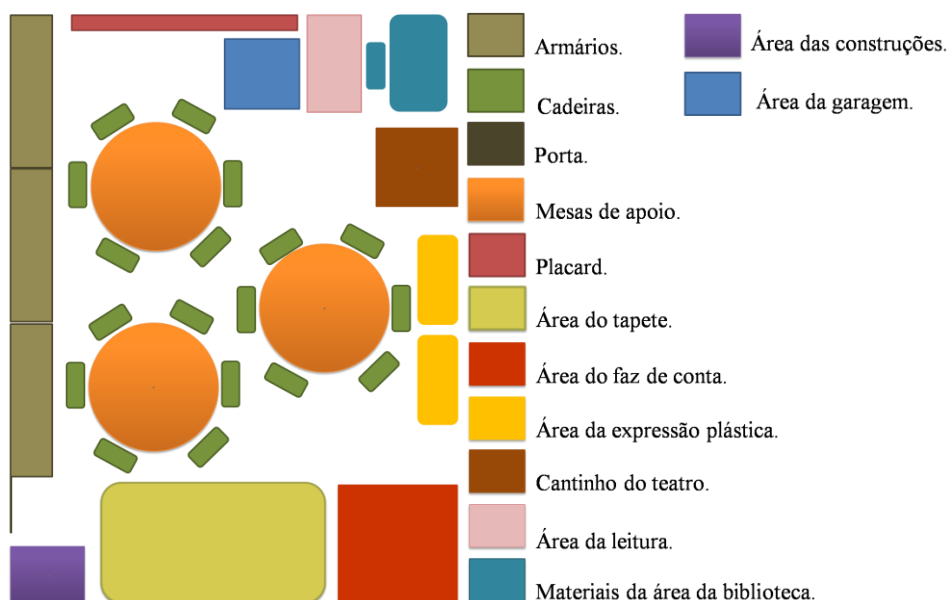 Armários.
Cadeiras.
Porta.
Mesas de apoio.
Placard.
Área do tapete.
Área do faz de conta.
Área da expressão plástica.
Cantinho do teatro.
Área da leitura.
Materiais da área da biblioteca.
Área das construções.
Área da garagem.